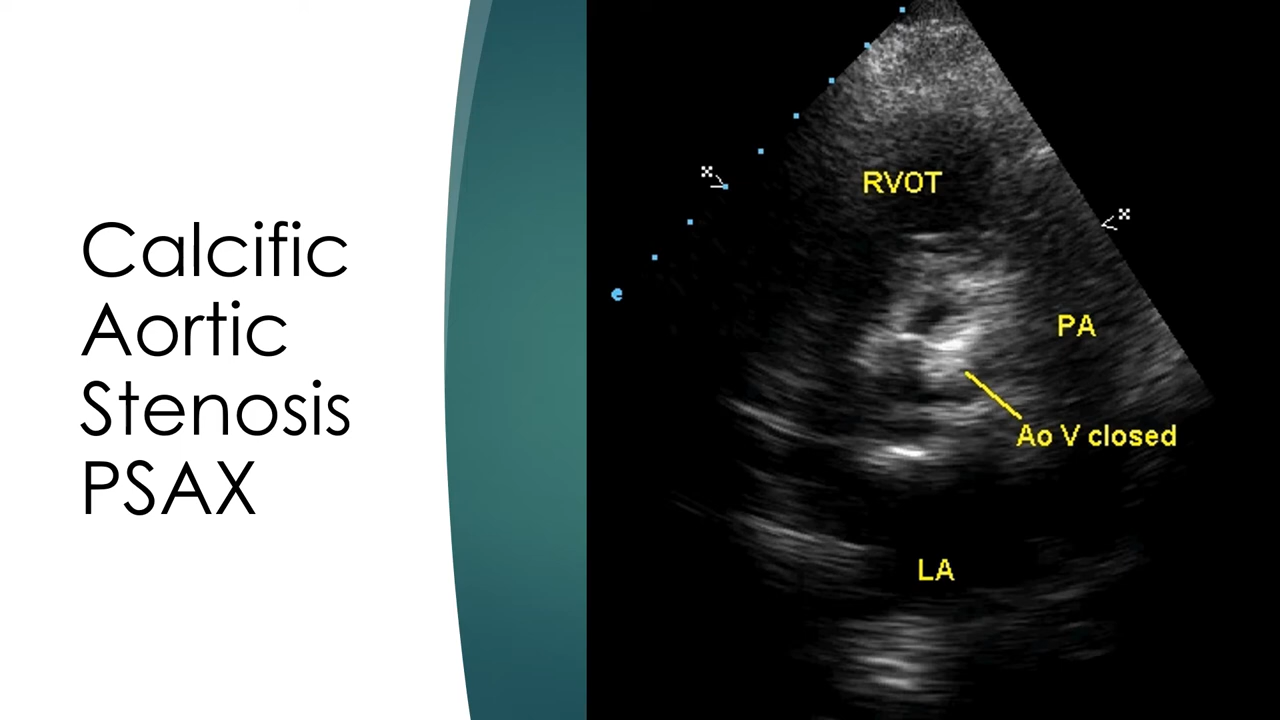 Calcific
Aortic
Stenosis
PSAX
x
RVOT
x
PA
Ao V closed
LA